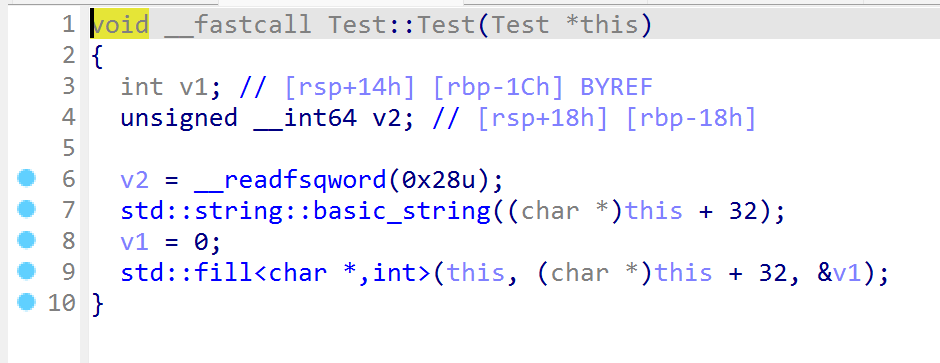 1 void __fastcall Test::Test(Test *this)
2 {
3 int v1; // [rsp+14h] [rbp-1Ch] BYREF
4 unsigned __int64 v2; // [rsp+18h] [rbp-18h]
5
6 v2 = __readfsqword(0x28u);
7 std::string::basic_string((char *)this + 32);
8 v1 = 0;
9 std::fill<char *,int>(this, (char *)this + 32, &v1);
10 }